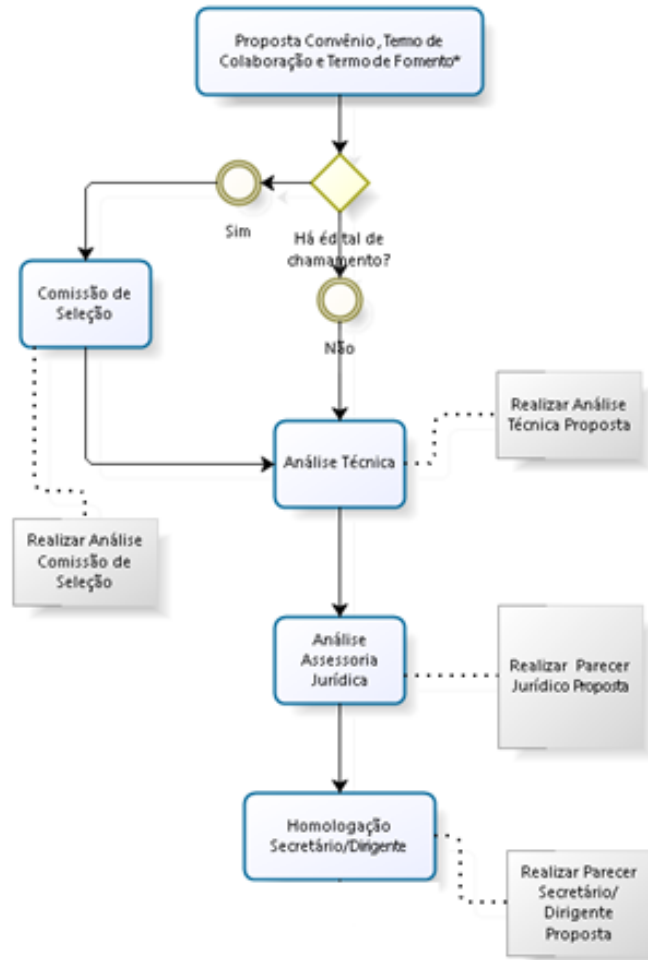 Proposta Convênio, Termo de
Colaboração e Termo de Fomento*
Sim
Há édital de
chamamento?
Comissão de
Seleção
Não
Realizar Análise
Técnica Proposta
Análise Técnica
Realizar Análise
Comissão de
Seleção
Análise
Assessoria
Jurídica
Realizar Parecer
Jurídico Proposta
Homologação
Secretário/Dirigente
Realizar Parecer
Secretário/
Dirigente
Proposta